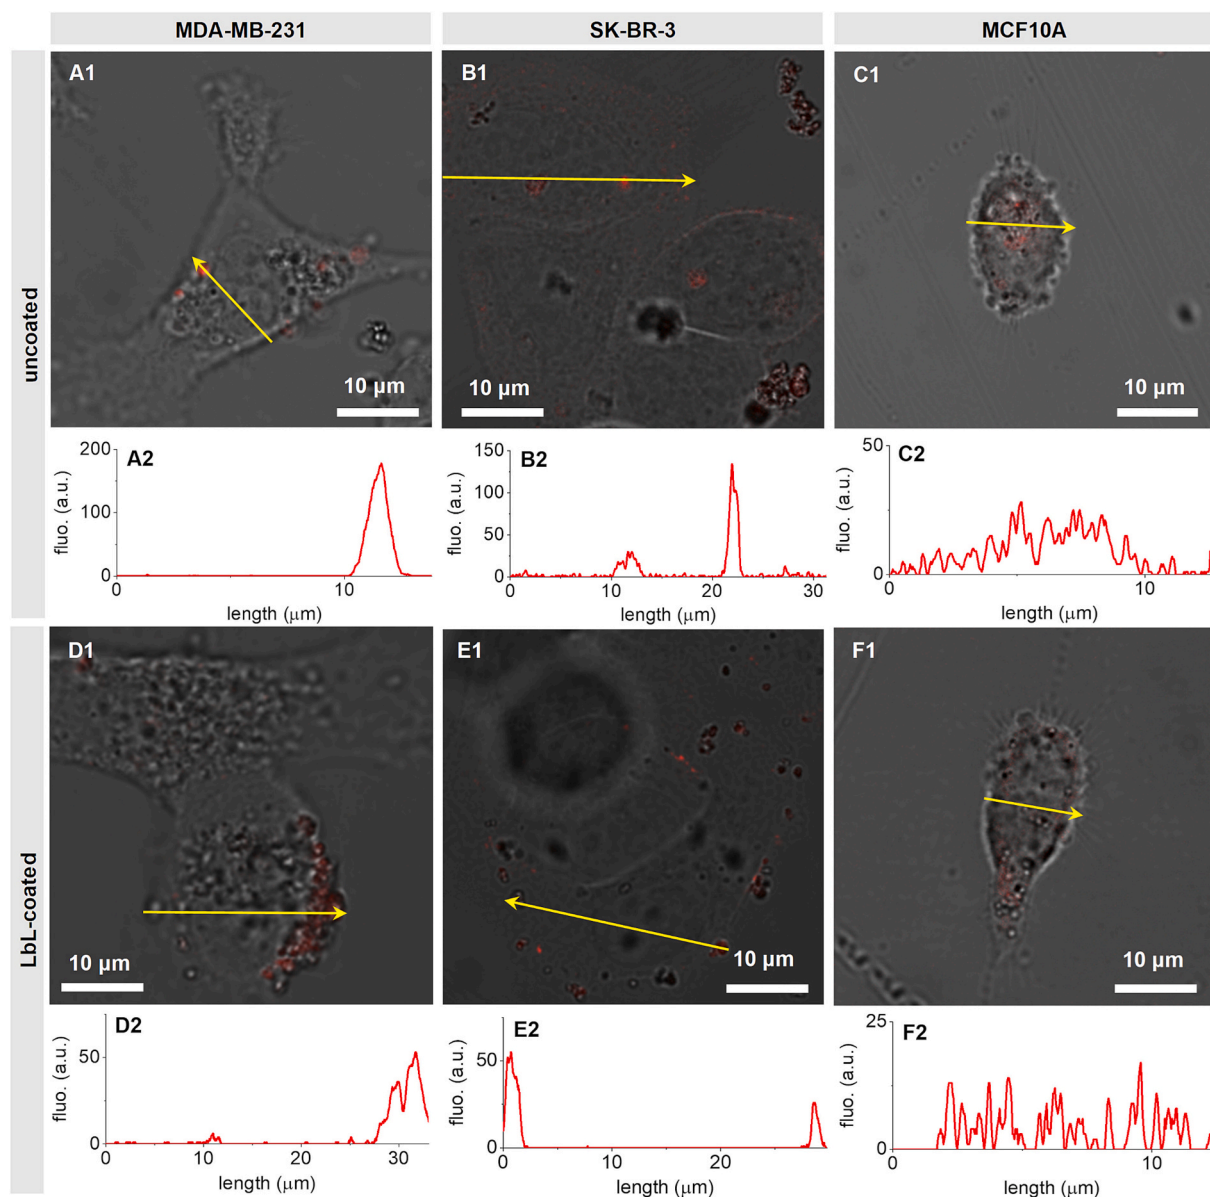 MDA-MB-231
SK-BR-3
MCF10A
uncoated
A1
B1
C1
10 µm
10 µm
10 µm
A2
200
100
0
fluo. (a.u.)
0
10
length (µm)
B2
150
125
100
75
50
25
0
fluo. (a.u.)
0
10
20
30
length (µm)
C2
50
0
fluo. (a.u.)
0
10
length (µm)
LbL-coated
D1
E1
F1
10 µm
10 µm
10 µm
D2
50
0
fluo. (a.u.)
0
10
20
30
length (µm)
E2
50
0
fluo. (a.u.)
0
10
20
length (µm)
F2
25
0
fluo. (a.u.)
0
10
length (µm)